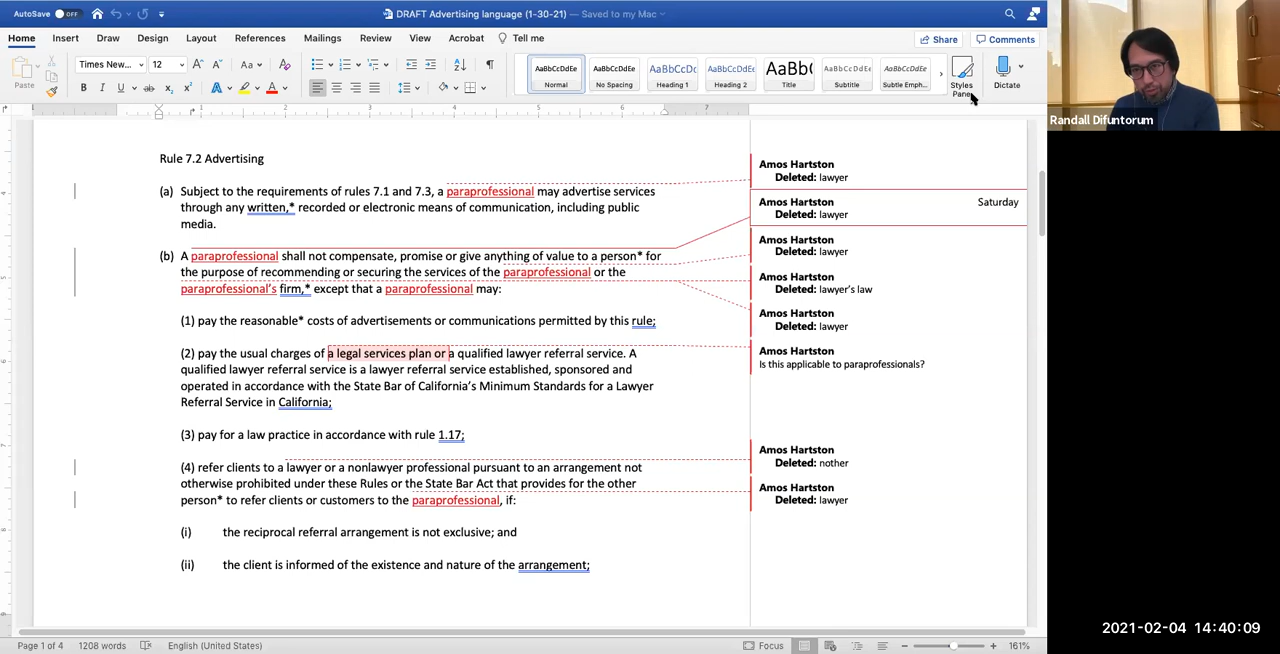 AutoSave OFF DRAFT Advertising language (1-30-21) — Saved to my Mac
Home Insert Draw Design Layout References Mailings Review View Acrobat Tell me Share Comments
Paste Times New... 12 Aa AaBbCcDdEe AaBbCcDdEe AaBbCcDc AaBbCcDdEe AaBb( AaBbCcDdEe AaBbCcDdEe
Normal No Spacing Heading 1 Heading 2 Title Subtitle Subtle Emph... Styles Pane Dictate
Randall Difuntorum
1 1 2 3 4 5 6 7
Rule 7.2 Advertising
(a) Subject to the requirements of rules 7.1 and 7.3, a paraprofessional may advertise services
through any written,* recorded or electronic means of communication, including public
media.
(b) A paraprofessional shall not compensate, promise or give anything of value to a person* for
the purpose of recommending or securing the services of the paraprofessional or the
paraprofessional's firm,* except that a paraprofessional may:
(1) pay the reasonable* costs of advertisements or communications permitted by this rule;
(2) pay the usual charges of a legal services plan or a qualified lawyer referral service. A
qualified lawyer referral service is a lawyer referral service established, sponsored and
operated in accordance with the State Bar of California's Minimum Standards for a Lawyer
Referral Service in California;
(3) pay for a law practice in accordance with rule 1.17;
(4) refer clients to a lawyer or a nonlawyer professional pursuant to an arrangement not
otherwise prohibited under these Rules or the State Bar Act that provides for the other
person* to refer clients or customers to the paraprofessional, if:
(i) the reciprocal referral arrangement is not exclusive; and
(ii) the client is informed of the existence and nature of the arrangement;
Amos Hartston
Deleted: lawyer
Amos Hartston Saturday
Deleted: lawyer
Amos Hartston
Deleted: lawyer
Amos Hartston
Deleted: lawyer's law
Amos Hartston
Deleted: lawyer
Amos Hartston
Is this applicable to paraprofessionals?
Amos Hartston
Deleted: nother
Amos Hartston
Deleted: lawyer
2021-02-04 14:40:09
Page 1 of 4 1208 words English (United States) Focus 161%